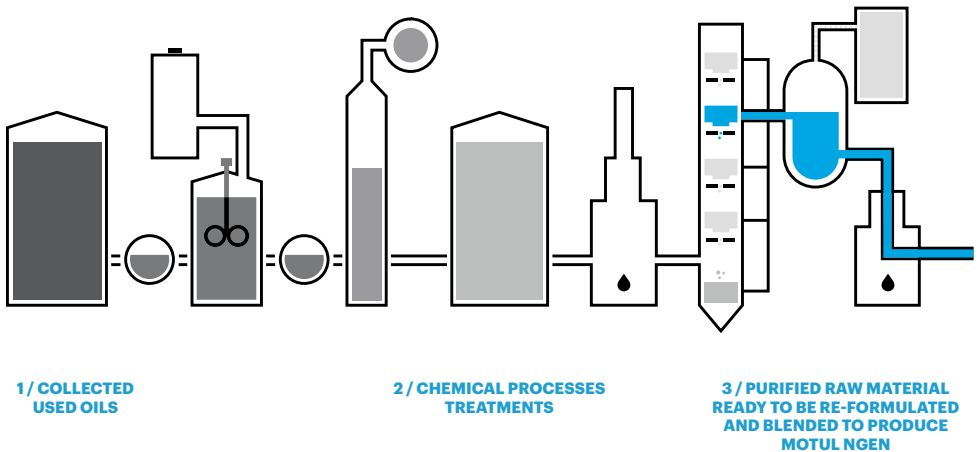 1 / COLLECTED
USED OILS
2 / CHEMICAL PROCESSES
TREATMENTS
3 / PURIFIED RAW MATERIAL
READY TO BE RE-FORMULATED
AND BLENDED TO PRODUCE
MOTUL NGEN